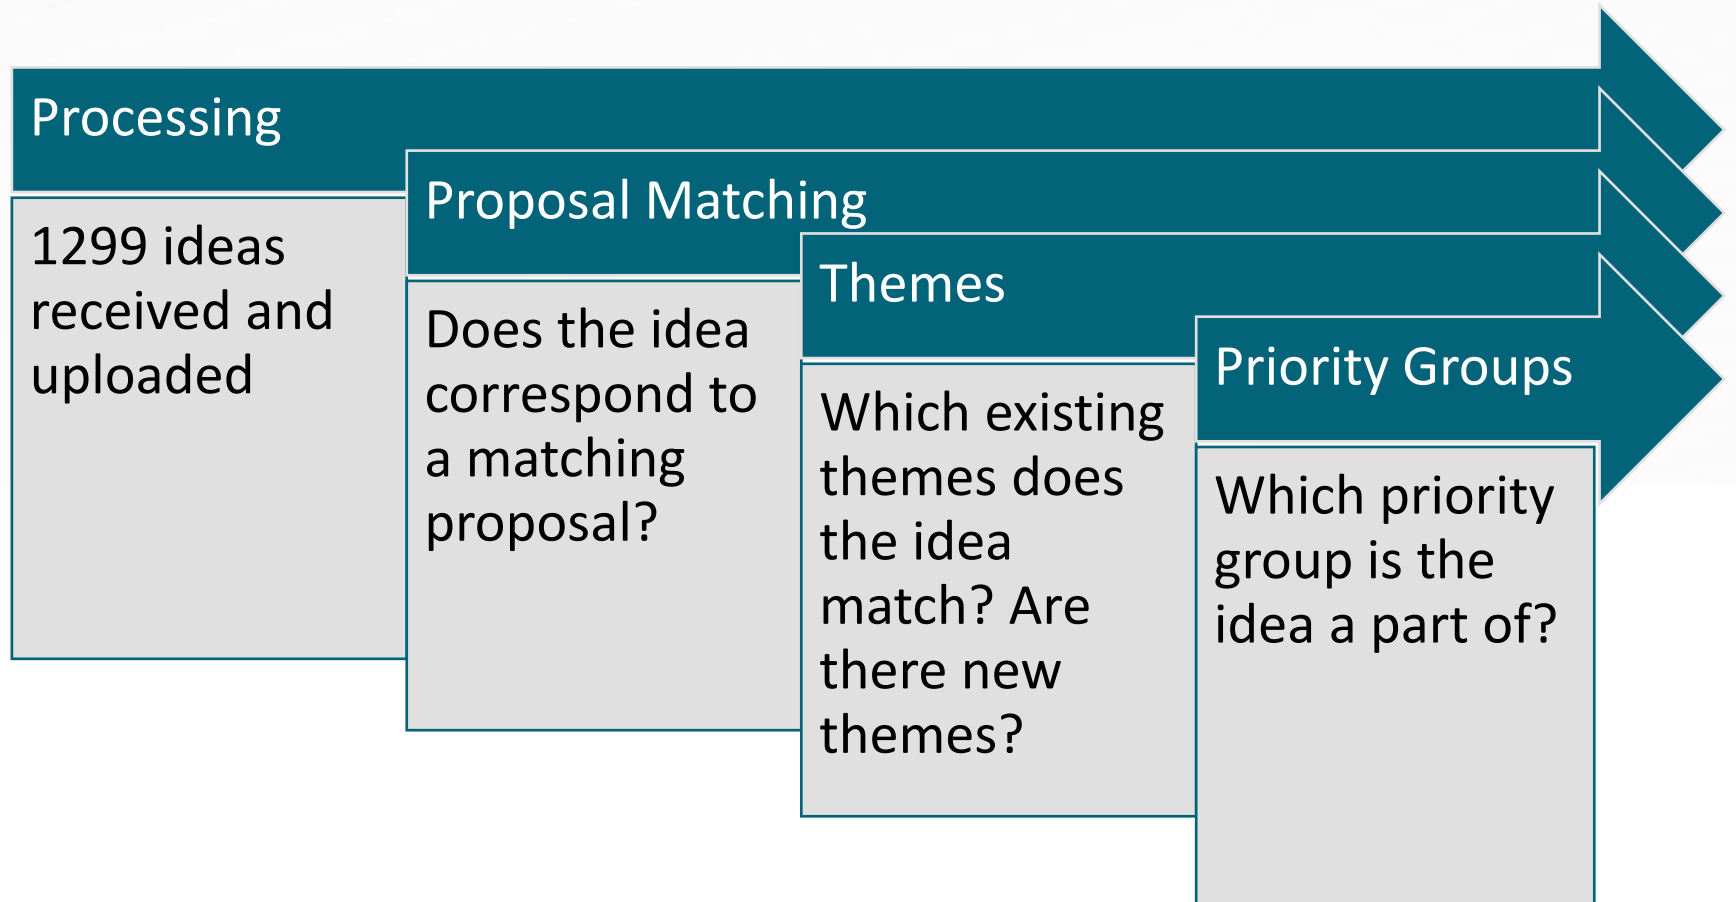 Processing
1299 ideas
received and
uploaded
Proposal Matching
Does the idea
correspond to
a matching
proposal?
Themes
Which existing
themes does
the idea
match? Are
there new
themes?
Priority Groups
Which priority
group is the
idea a part of?